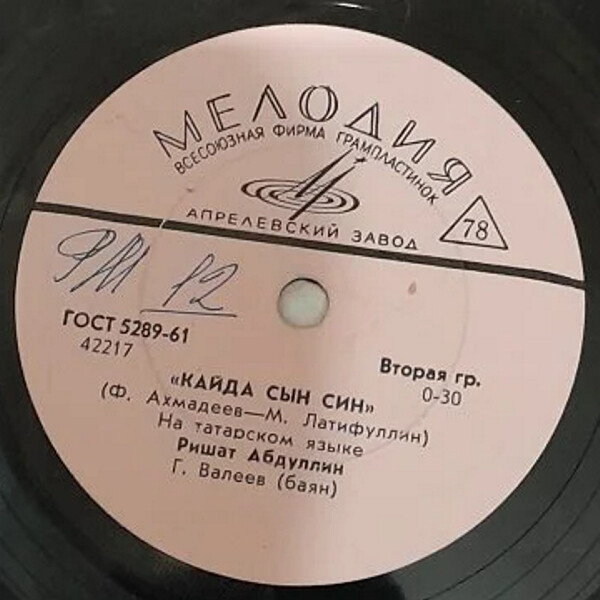 МЕЛОДИЯ
ВСЕСОЮЗНАЯ ФИРМА ГРАМПЛАСТИНОК
АПРЕЛЕВСКИЙ ЗАВОД
78
12
ГОСТ 5289-61
42217
Вторая гр.
0-30
«КАЙДА СЫН СИН»
(Ф. Ахмадеев—М. Латифуллин)
На татарском языке
Ришат Абдуллин
Г. Валеев (баян)